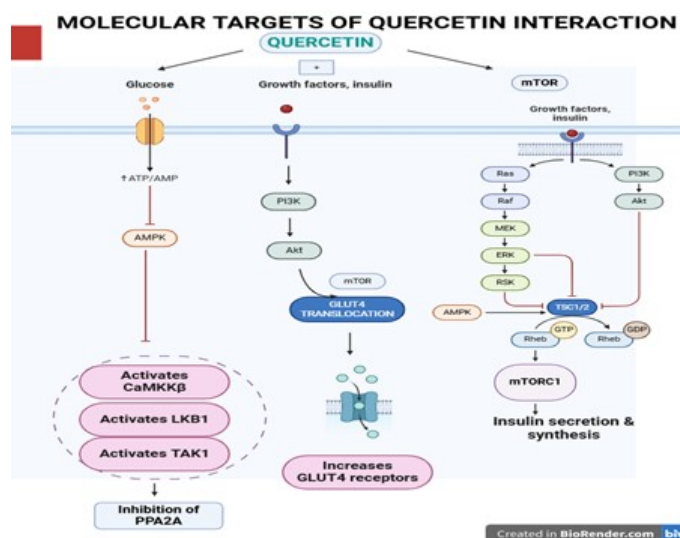 MOLECULAR TARGETS OF QUERCETIN INTERACTION
QUERCETIN
+
Glucose
Growth factors, insulin
mTOR
Growth factors,
insulin
↑ATP/AMP
AMPK
Activates
CaMKKβ
Activates LKB1
Activates TAK1
Inhibition of
PPA2A
PI3K
Akt
mTOR
GLUT4
TRANSLOCATION
Increases
GLUT4 receptors
Ras
Raf
MEK
ERK
RSK
PI3K
Akt
AMPK
TSC1/2
GTP
Rheb
GDP
Rheb
mTORC1
Insulin secretion &
synthesis
Created in BioRender.com